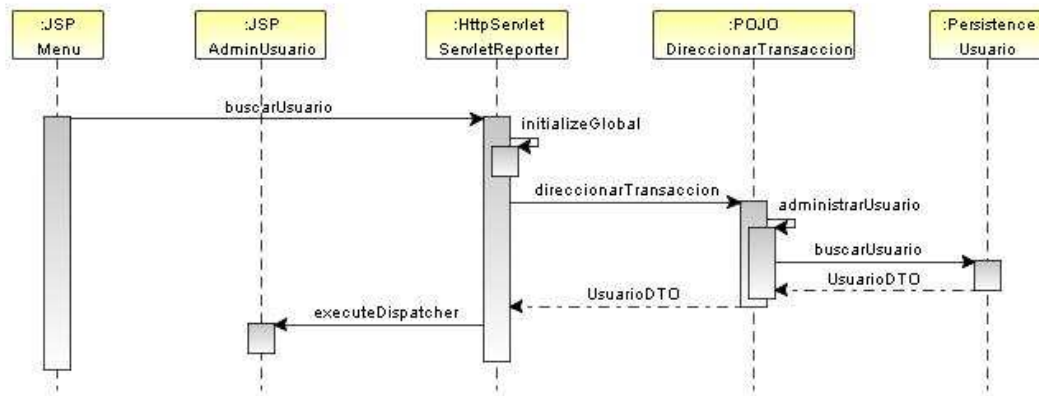 :JSP
Menu
:JSP
AdminUsuario
:HttpServlet
ServletReporter
:POJO
DireccionarTransaccion
:Persistence
Usuario
buscarUsuario
initializeGlobal
direccionarTransaccion
administrarUsuario
buscarUsuario
UsuarioDTO
UsuarioDTO
executeDispatcher